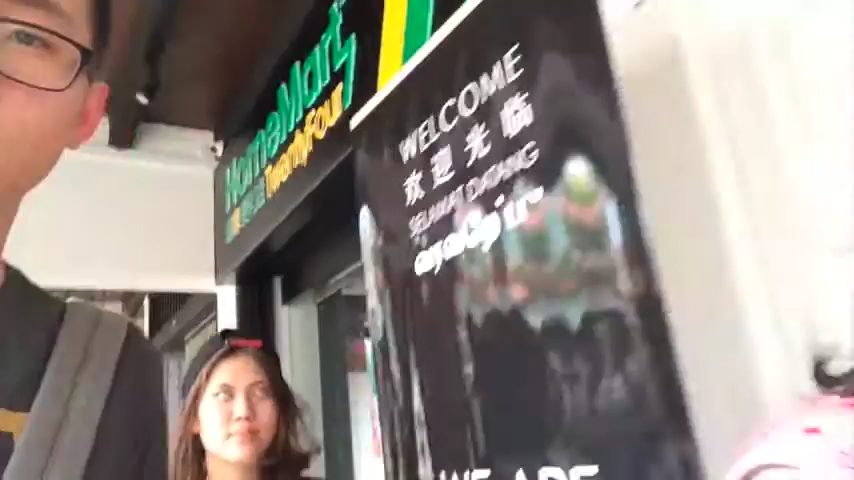 HomeMart
TwentyFour
WELCOME
欢迎光临
SELAMAT DATANG
WE ARE